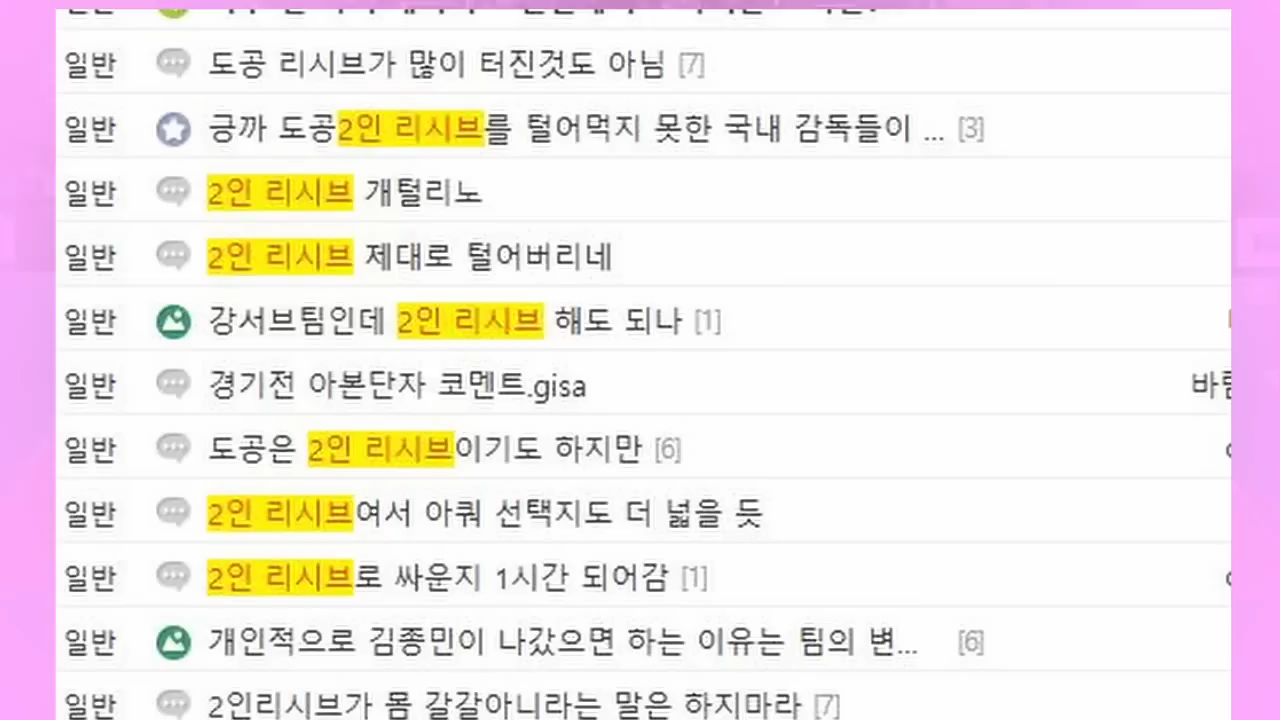 일반 도공 리시브가 많이 터진것도 아님 [7]
일반 긍까 도공2인 리시브를 털어먹지 못한 국내 감독들이 ... [3]
일반 2인 리시브 개털리노
일반 2인 리시브 제대로 털어버리네
일반 강서브팀인데 2인 리시브 해도 되나 [1]
일반 경기전 아본단자 코멘트.gisa
일반 도공은 2인 리시브이기도 하지만 [6]
일반 2인 리시브여서 아쿼 선택지도 더 넓을 듯
일반 2인 리시브로 싸운지 1시간 되어감 [1]
일반 개인적으로 김종민이 나갔으면 하는 이유는 팀의 변... [6]
일반 2인리시브가 몸 갈갈아니라는 말은 하지마라 [7]